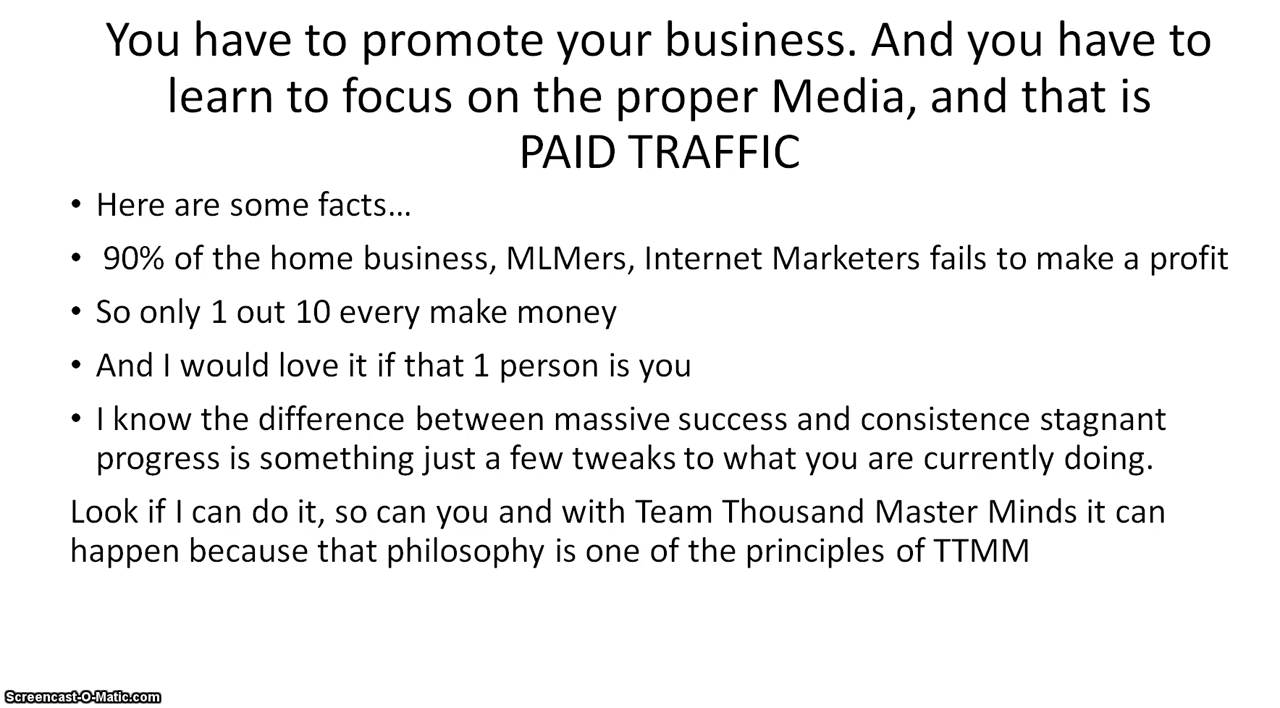 You have to promote your business. And you have to
learn to focus on the proper Media, and that is
PAID TRAFFIC
• Here are some facts...
• 90% of the home business, MLMers, Internet Marketers fails to make a profit
• So only 1 out 10 every make money
• And I would love it if that 1 person is you
• I know the difference between massive success and consistence stagnant
progress is something just a few tweaks to what you are currently doing.
Look if I can do it, so can you and with Team Thousand Master Minds it can
happen because that philosophy is one of the principles of TTMM
Screencast-O-Matic.com